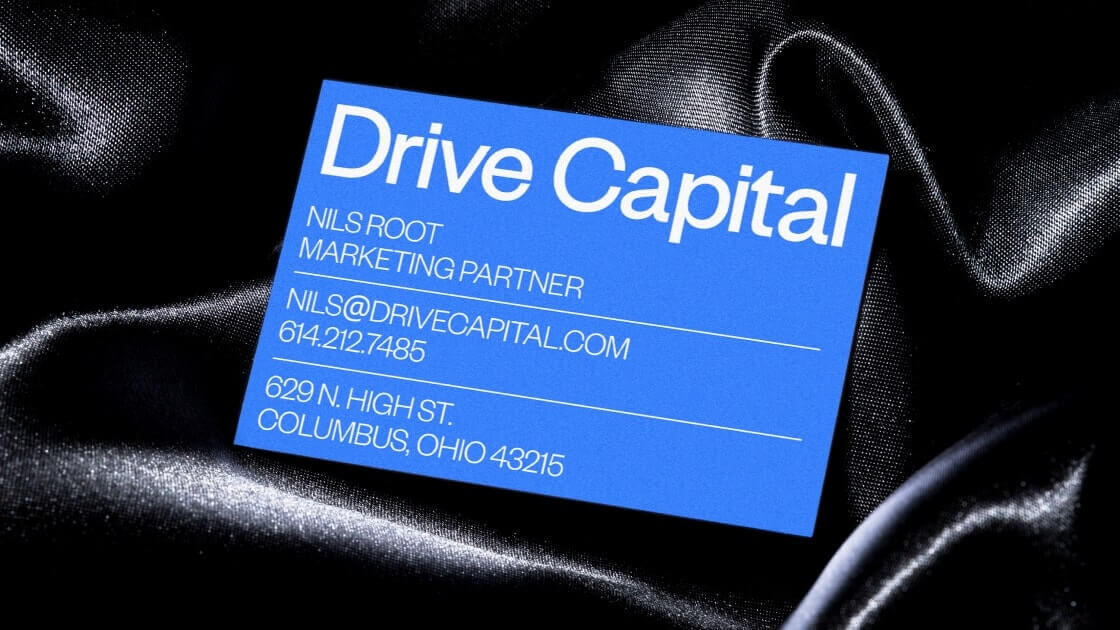 Drive Capital
NILS ROOT
MARKETING PARTNER
NILS@DRIVECAPITAL.COM
614.212.7485
629 N. HIGH ST.
COLUMBUS, OHIO 43215